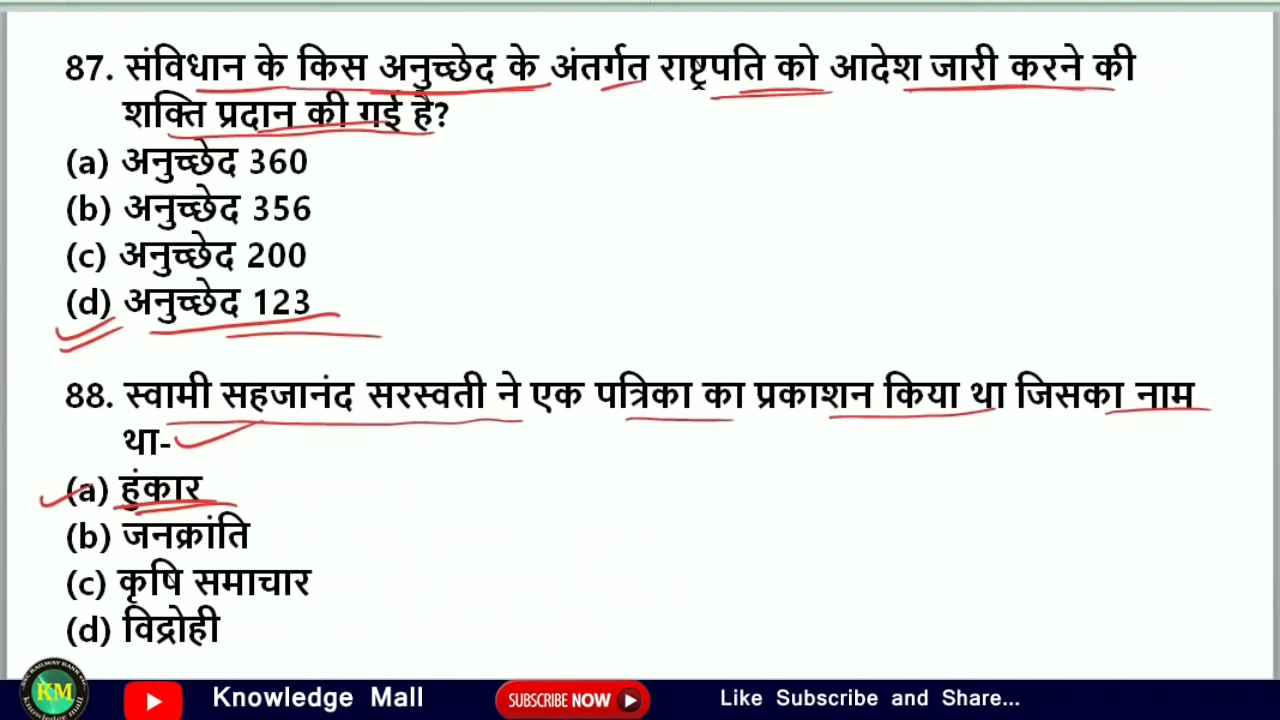 87. संविधान के किस अनुच्छेद के अंतर्गत राष्ट्रपति को आदेश जारी करने की
शक्ति प्रदान की गई है?
(a) अनुच्छेद 360
(b) अनुच्छेद 356
(c) अनुच्छेद 200
(d) अनुच्छेद 123
88. स्वामी सहजानंद सरस्वती ने एक पत्रिका का प्रकाशन किया था जिसका नाम
था-
(a) हुंकार
(b) जनक्रांति
(c) कृषि समाचार
(d) विद्रोही
KM
Knowledge Mall
SUBSCRIBE NOW
Like Subscribe and Share...